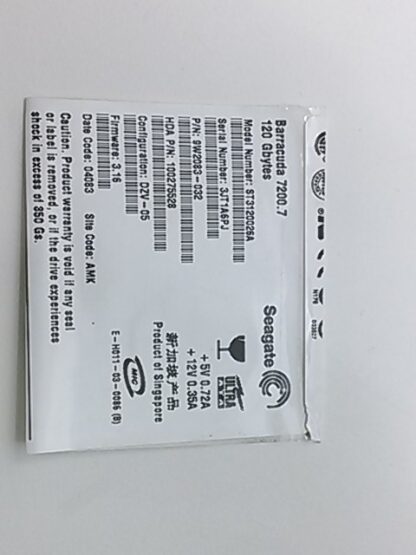 Barracuda 7200.7
120 Gbytes
Model Number: ST3120026A
Serial Number: 3JT1A6PJ
P/N: 9W2983-032
HDA P/N: 100275528
Configuration: DZV-05
Firmware: 3.16
Date Code: 04083 Site Code: AMK
Caution. Product warranty is void if any seal
or label is removed, or if the drive experiences
shock in excess of 350 Gs.
Seagate
ULTRA
ATA
+5V 0.72A
+12V 0.35A
新加坡产品
Product of Singapore
MIC
E-H011-03-0086 (B)
N176